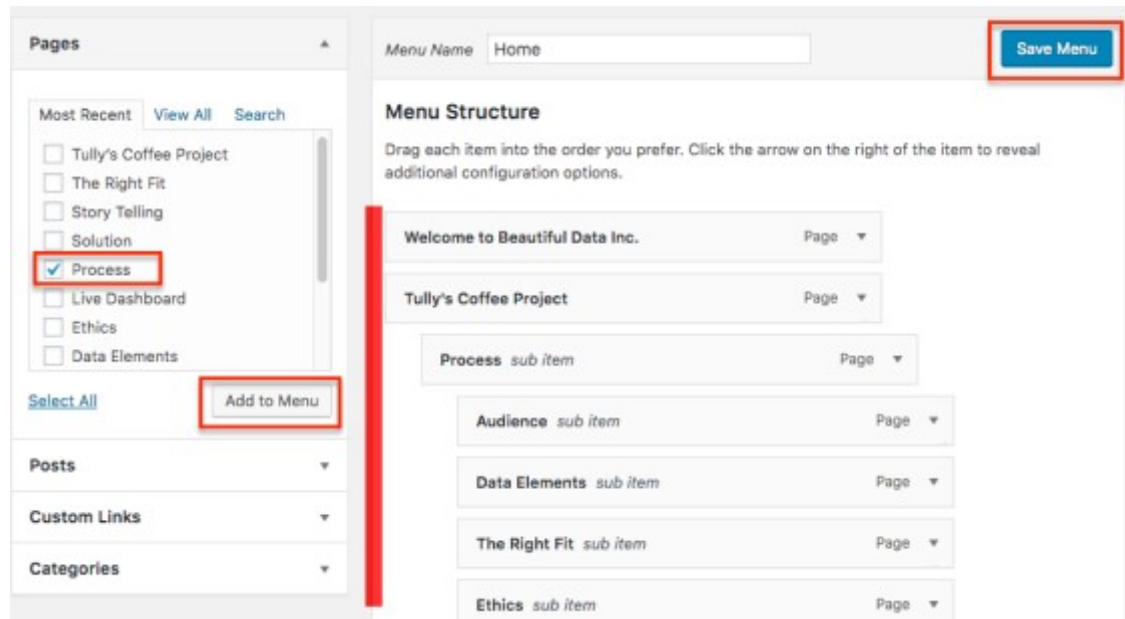 Pages
Most Recent View All Search
Tully's Coffee Project
The Right Fit
Story Telling
Solution
Process
Live Dashboard
Ethics
Data Elements
Select All Add to Menu
Posts
Custom Links
Categories
Menu Name Home Save Menu
Menu Structure
Drag each item into the order you prefer. Click the arrow on the right of the item to reveal
additional configuration options.
Welcome to Beautiful Data Inc. Page
Tully's Coffee Project Page
Process sub item Page
Audience sub item Page
Data Elements sub item Page
The Right Fit sub item Page
Ethics sub item Page